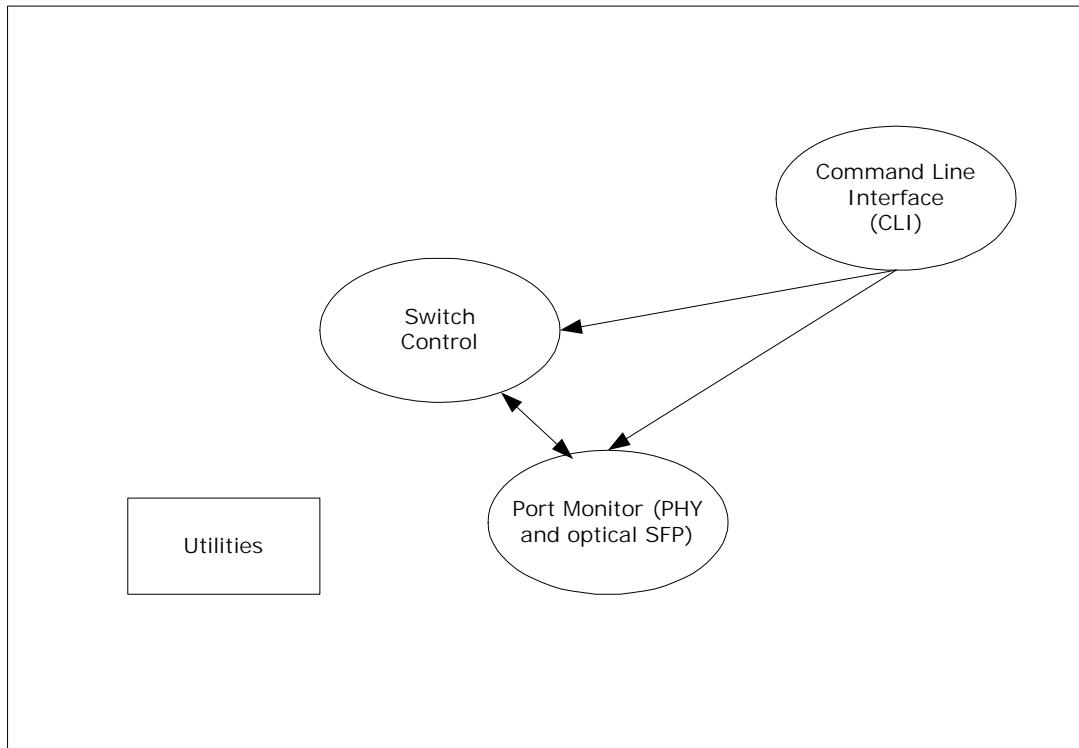 Command Line
Interface
(CLI)
Switch
Control
Port Monitor (PHY
and optical SFP)
Utilities